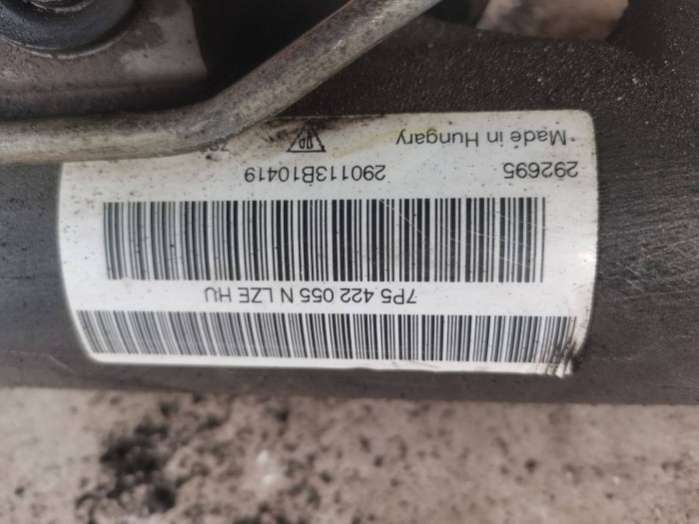 7P5 422 055 N LZE HU
292695 290113B10419
* Made in Hungary